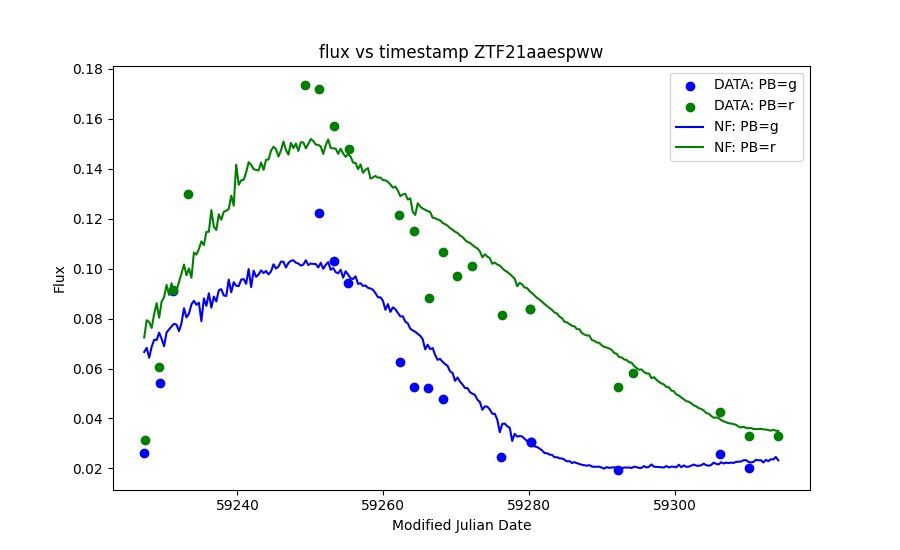 flux vs timestamp ZTF21aaespww
DATA: PB=g
DATA: PB=r
NF: PB=g
NF: PB=r
0.18
0.16
0.14
0.12
0.10
0.08
0.06
0.04
0.02
Flux
59240 59260 59280 59300
Modified Julian Date